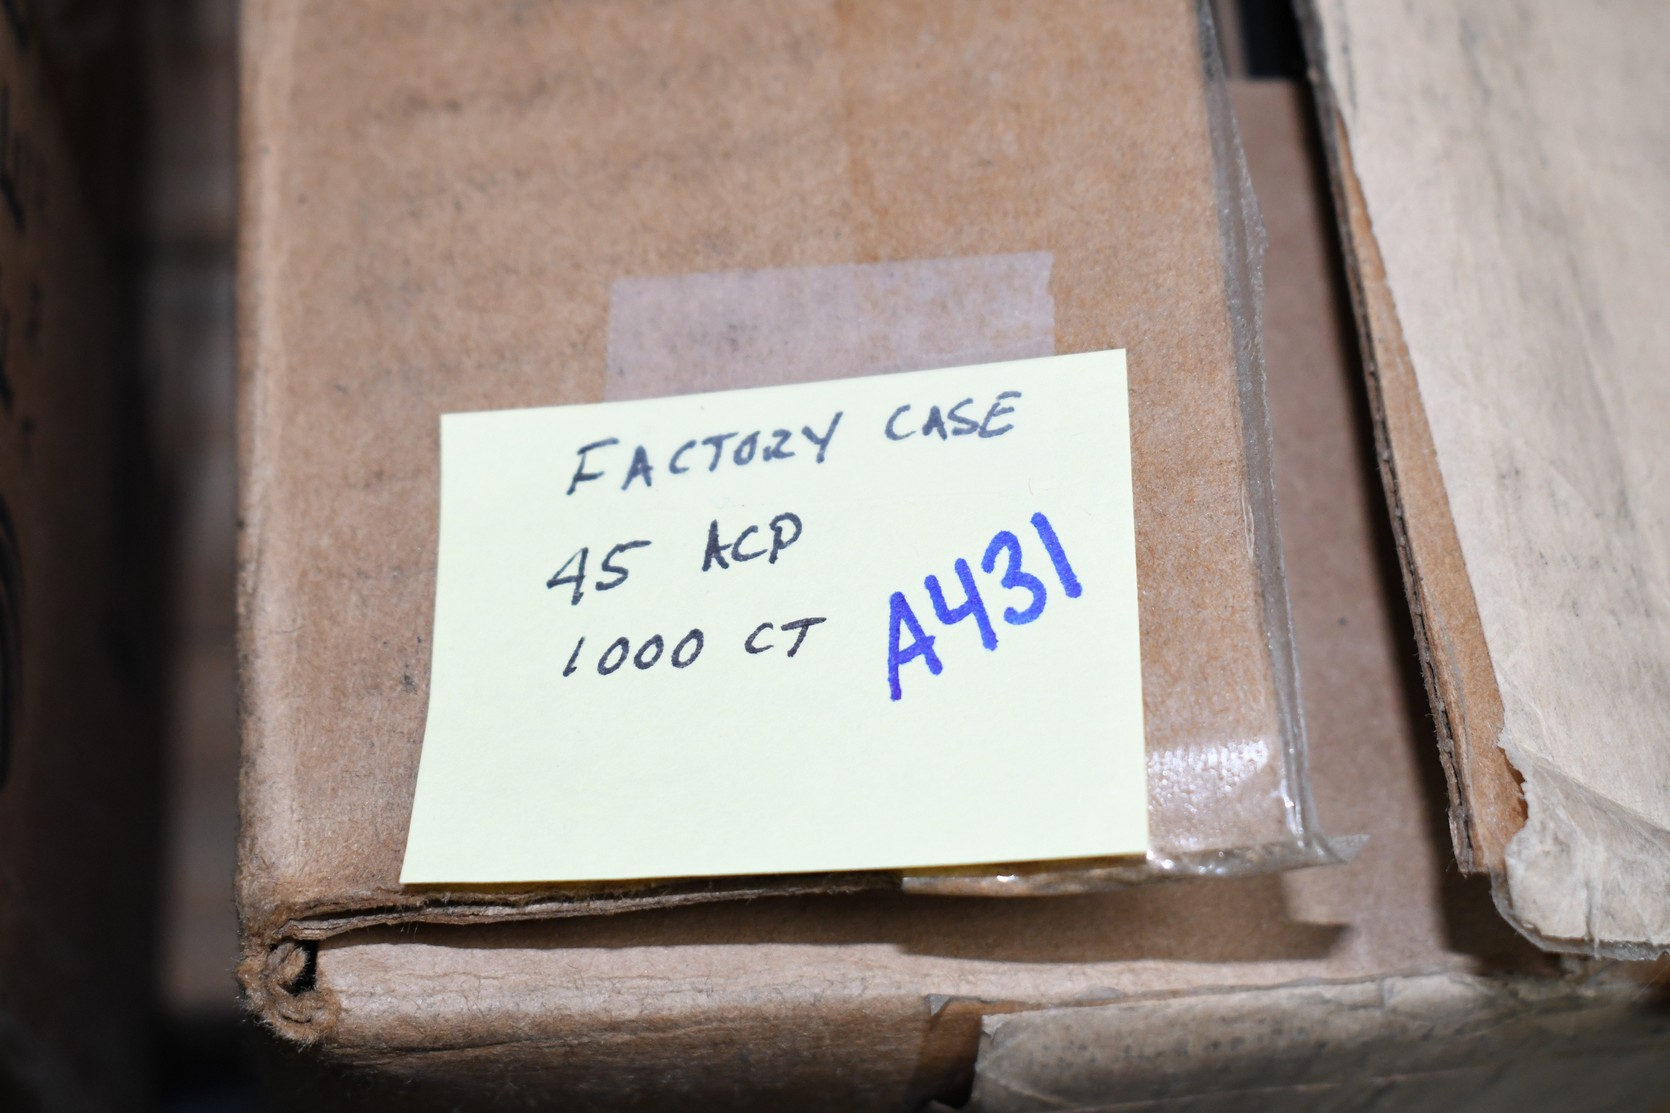 FACTORY CASE
45 ACP
1000 CT
A431